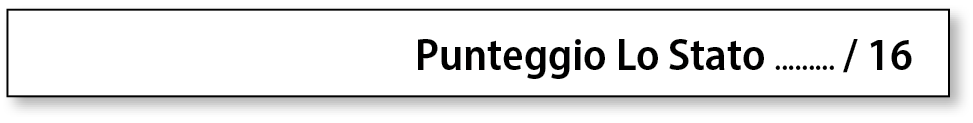 Punteggio Lo Stato ......... / 16